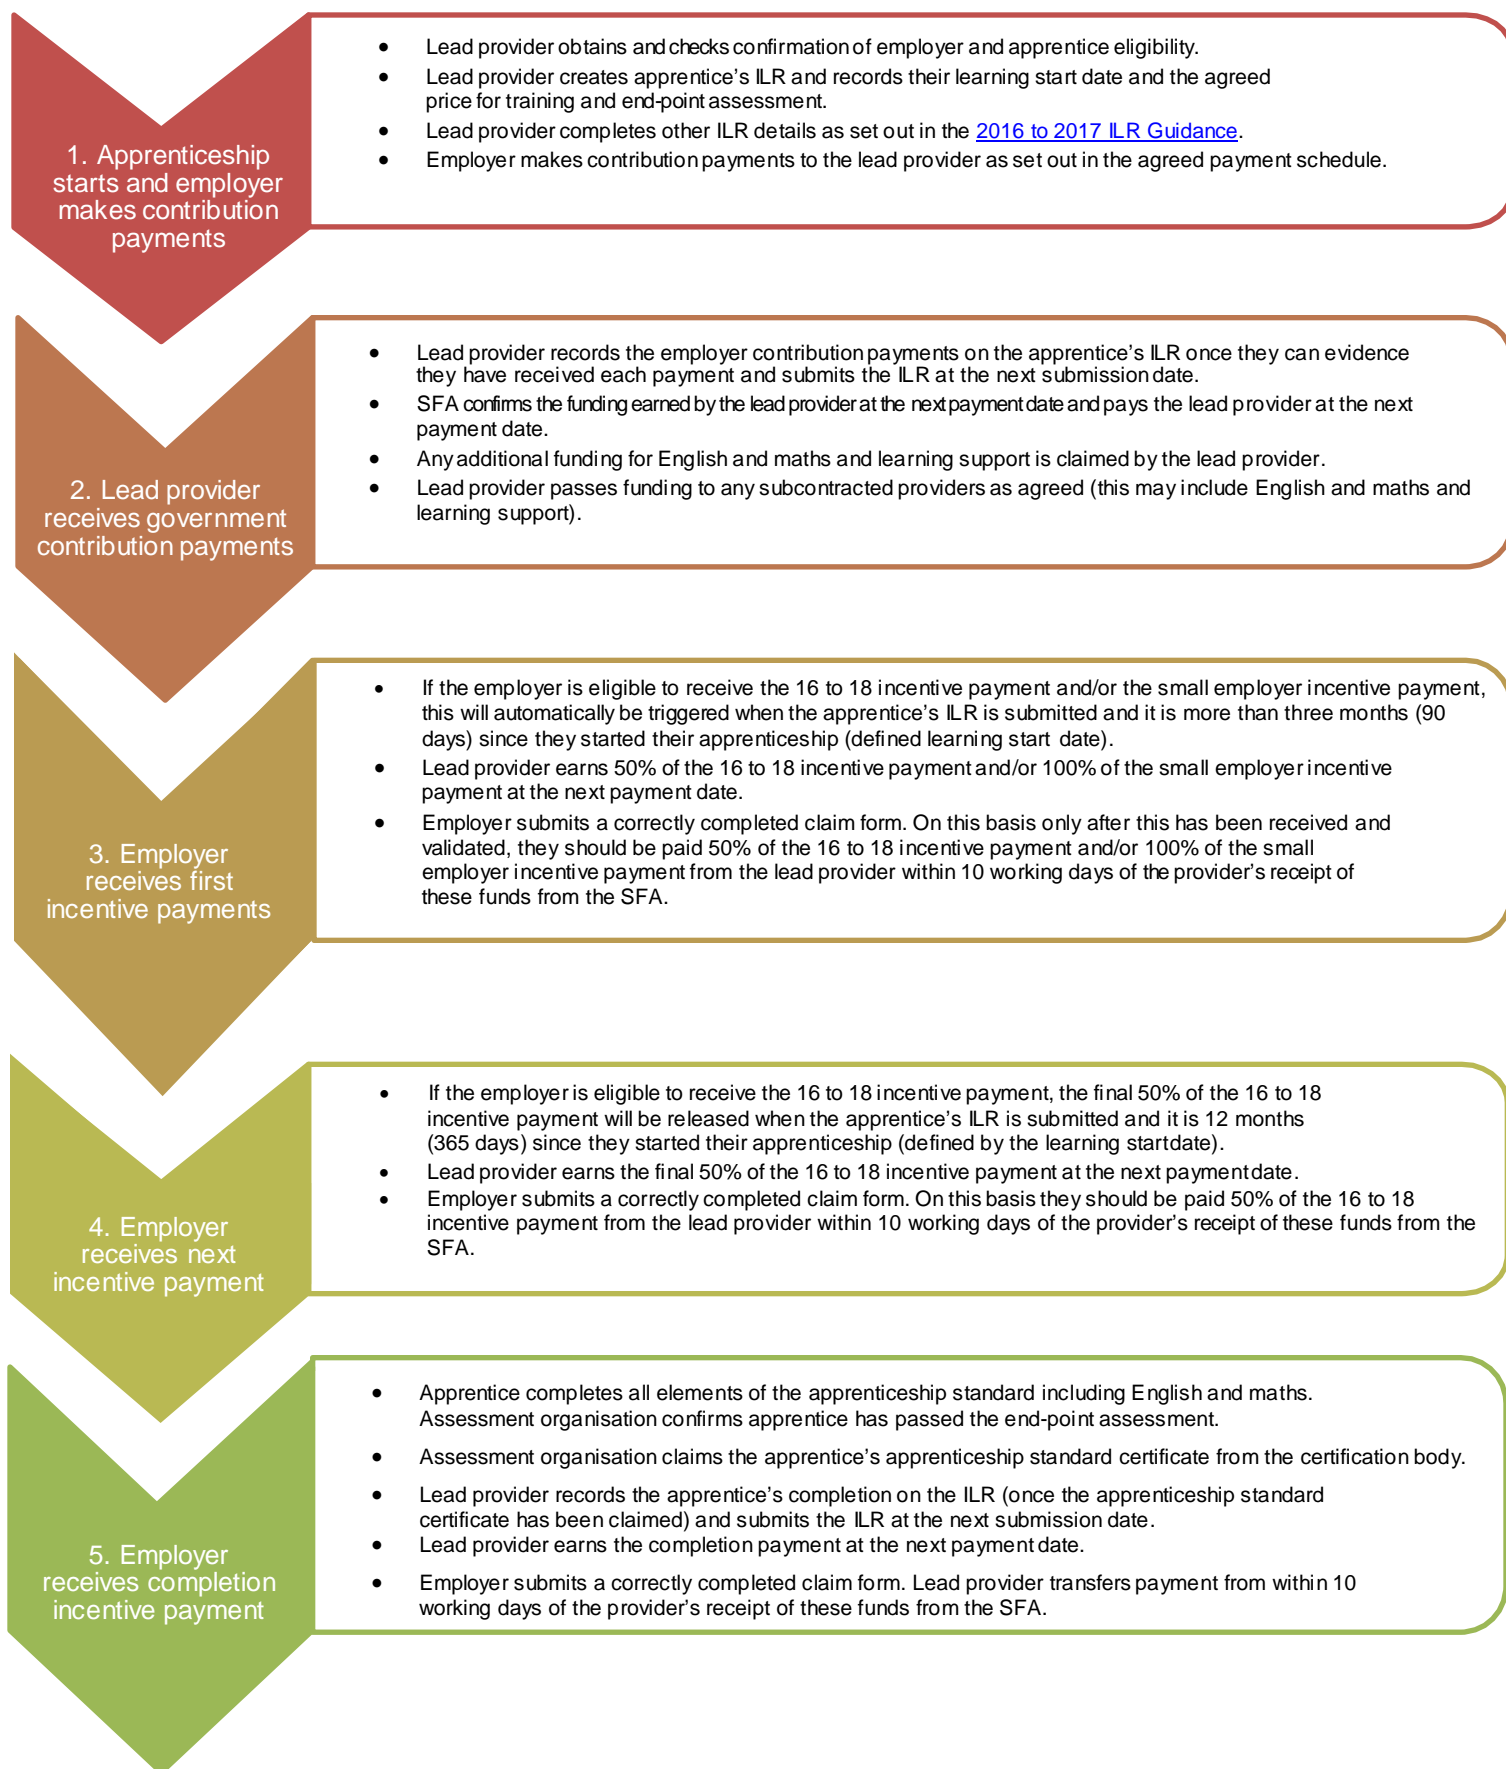 1. Apprenticeship
starts and employer
makes contribution
payments
• Lead provider obtains and checks confirmation of employer and apprentice eligibility.
• Lead provider creates apprentice’s ILR and records their learning start date and the agreed
price for training and end-point assessment.
• Lead provider completes other ILR details as set out in the 2016 to 2017 ILR Guidance.
• Employer makes contribution payments to the lead provider as set out in the agreed payment schedule.
2. Lead provider
receives government
contribution payments
• Lead provider records the employer contribution payments on the apprentice’s ILR once they can evidence
they have received each payment and submits the ILR at the next submission date.
• SFA confirms the funding earned by the lead provider at the next payment date and pays the lead provider at the next
payment date.
• Any additional funding for English and maths and learning support is claimed by the lead provider.
• Lead provider passes funding to any subcontracted providers as agreed (this may include English and maths and
learning support).
3. Employer
receives first
incentive payments
• If the employer is eligible to receive the 16 to 18 incentive payment and/or the small employer incentive payment,
this will automatically be triggered when the apprentice’s ILR is submitted and it is more than three months (90
days) since they started their apprenticeship (defined learning start date).
• Lead provider earns 50% of the 16 to 18 incentive payment and/or 100% of the small employer incentive
payment at the next payment date.
• Employer submits a correctly completed claim form. On this basis only after this has been received and
validated, they should be paid 50% of the 16 to 18 incentive payment and/or 100% of the small
employer incentive payment from the lead provider within 10 working days of the provider’s receipt of
these funds from the SFA.
4. Employer
receives next
incentive payment
• If the employer is eligible to receive the 16 to 18 incentive payment, the final 50% of the 16 to 18
incentive payment will be released when the apprentice’s ILR is submitted and it is 12 months
(365 days) since they started their apprenticeship (defined by the learning startdate).
• Lead provider earns the final 50% of the 16 to 18 incentive payment at the next payment date.
• Employer submits a correctly completed claim form. On this basis they should be paid 50% of the 16 to 18
incentive payment from the lead provider within 10 working days of the provider’s receipt of these funds from the
SFA.
5. Employer
receives completion
incentive payment
• Apprentice completes all elements of the apprenticeship standard including English and maths.
Assessment organisation confirms apprentice has passed the end-point assessment.
• Assessment organisation claims the apprentice’s apprenticeship standard certificate from the certification body.
• Lead provider records the apprentice’s completion on the ILR (once the apprenticeship standard
certificate has been claimed) and submits the ILR at the next submission date.
• Lead provider earns the completion payment at the next payment date.
• Employer submits a correctly completed claim form. Lead provider transfers payment from within 10
working days of the provider’s receipt of these funds from the SFA.